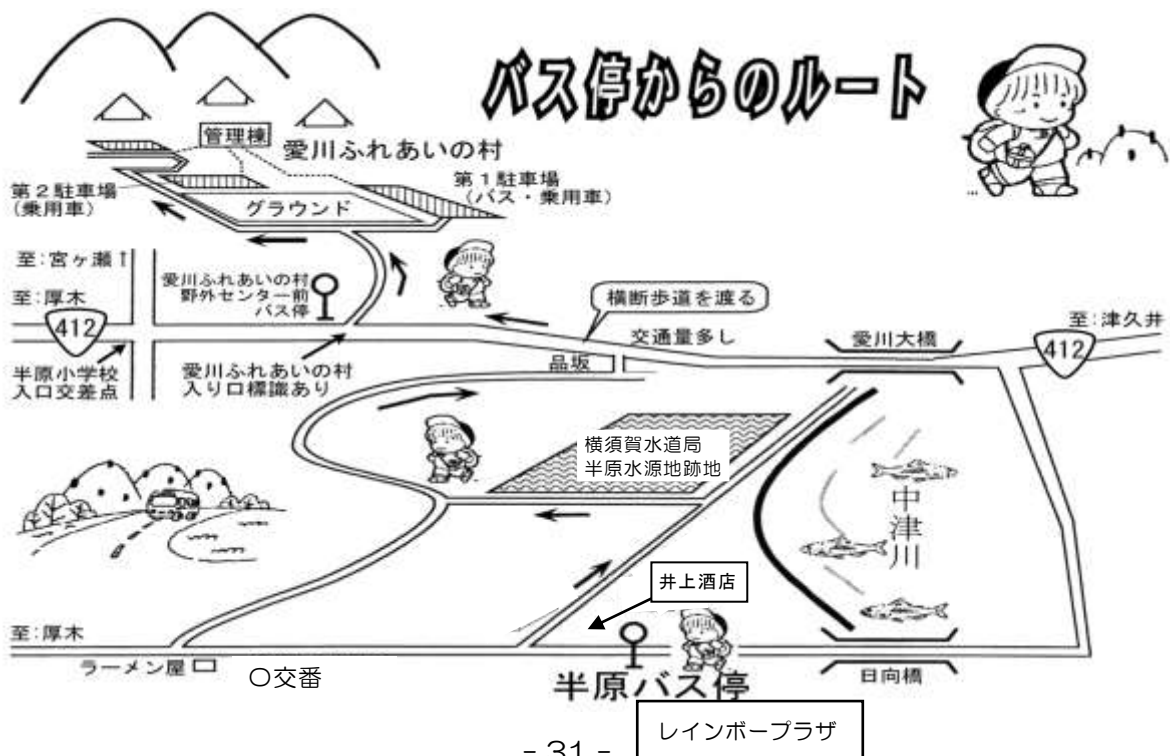 バス停からのルート
管理棟
愛川ふれあいの村
第2駐車場
(乗用車)
グラウンド
第1駐車場
(バス・乗用車)
至:宮ヶ瀬↑
愛川ふれあいの村
野外センター前
バス停
至:厚木
412
横断歩道を渡る
交通量多し
愛川大橋
至:津久井
412
半原小学校
入口交差点
愛川ふれあいの村
入り口標識あり
品坂
横須賀水道局
半原水源地跡地
中津川
井上酒店
至:厚木
ラーメン屋
〇交番
半原バス停
日向橋
レインボープラザ
- 31 -